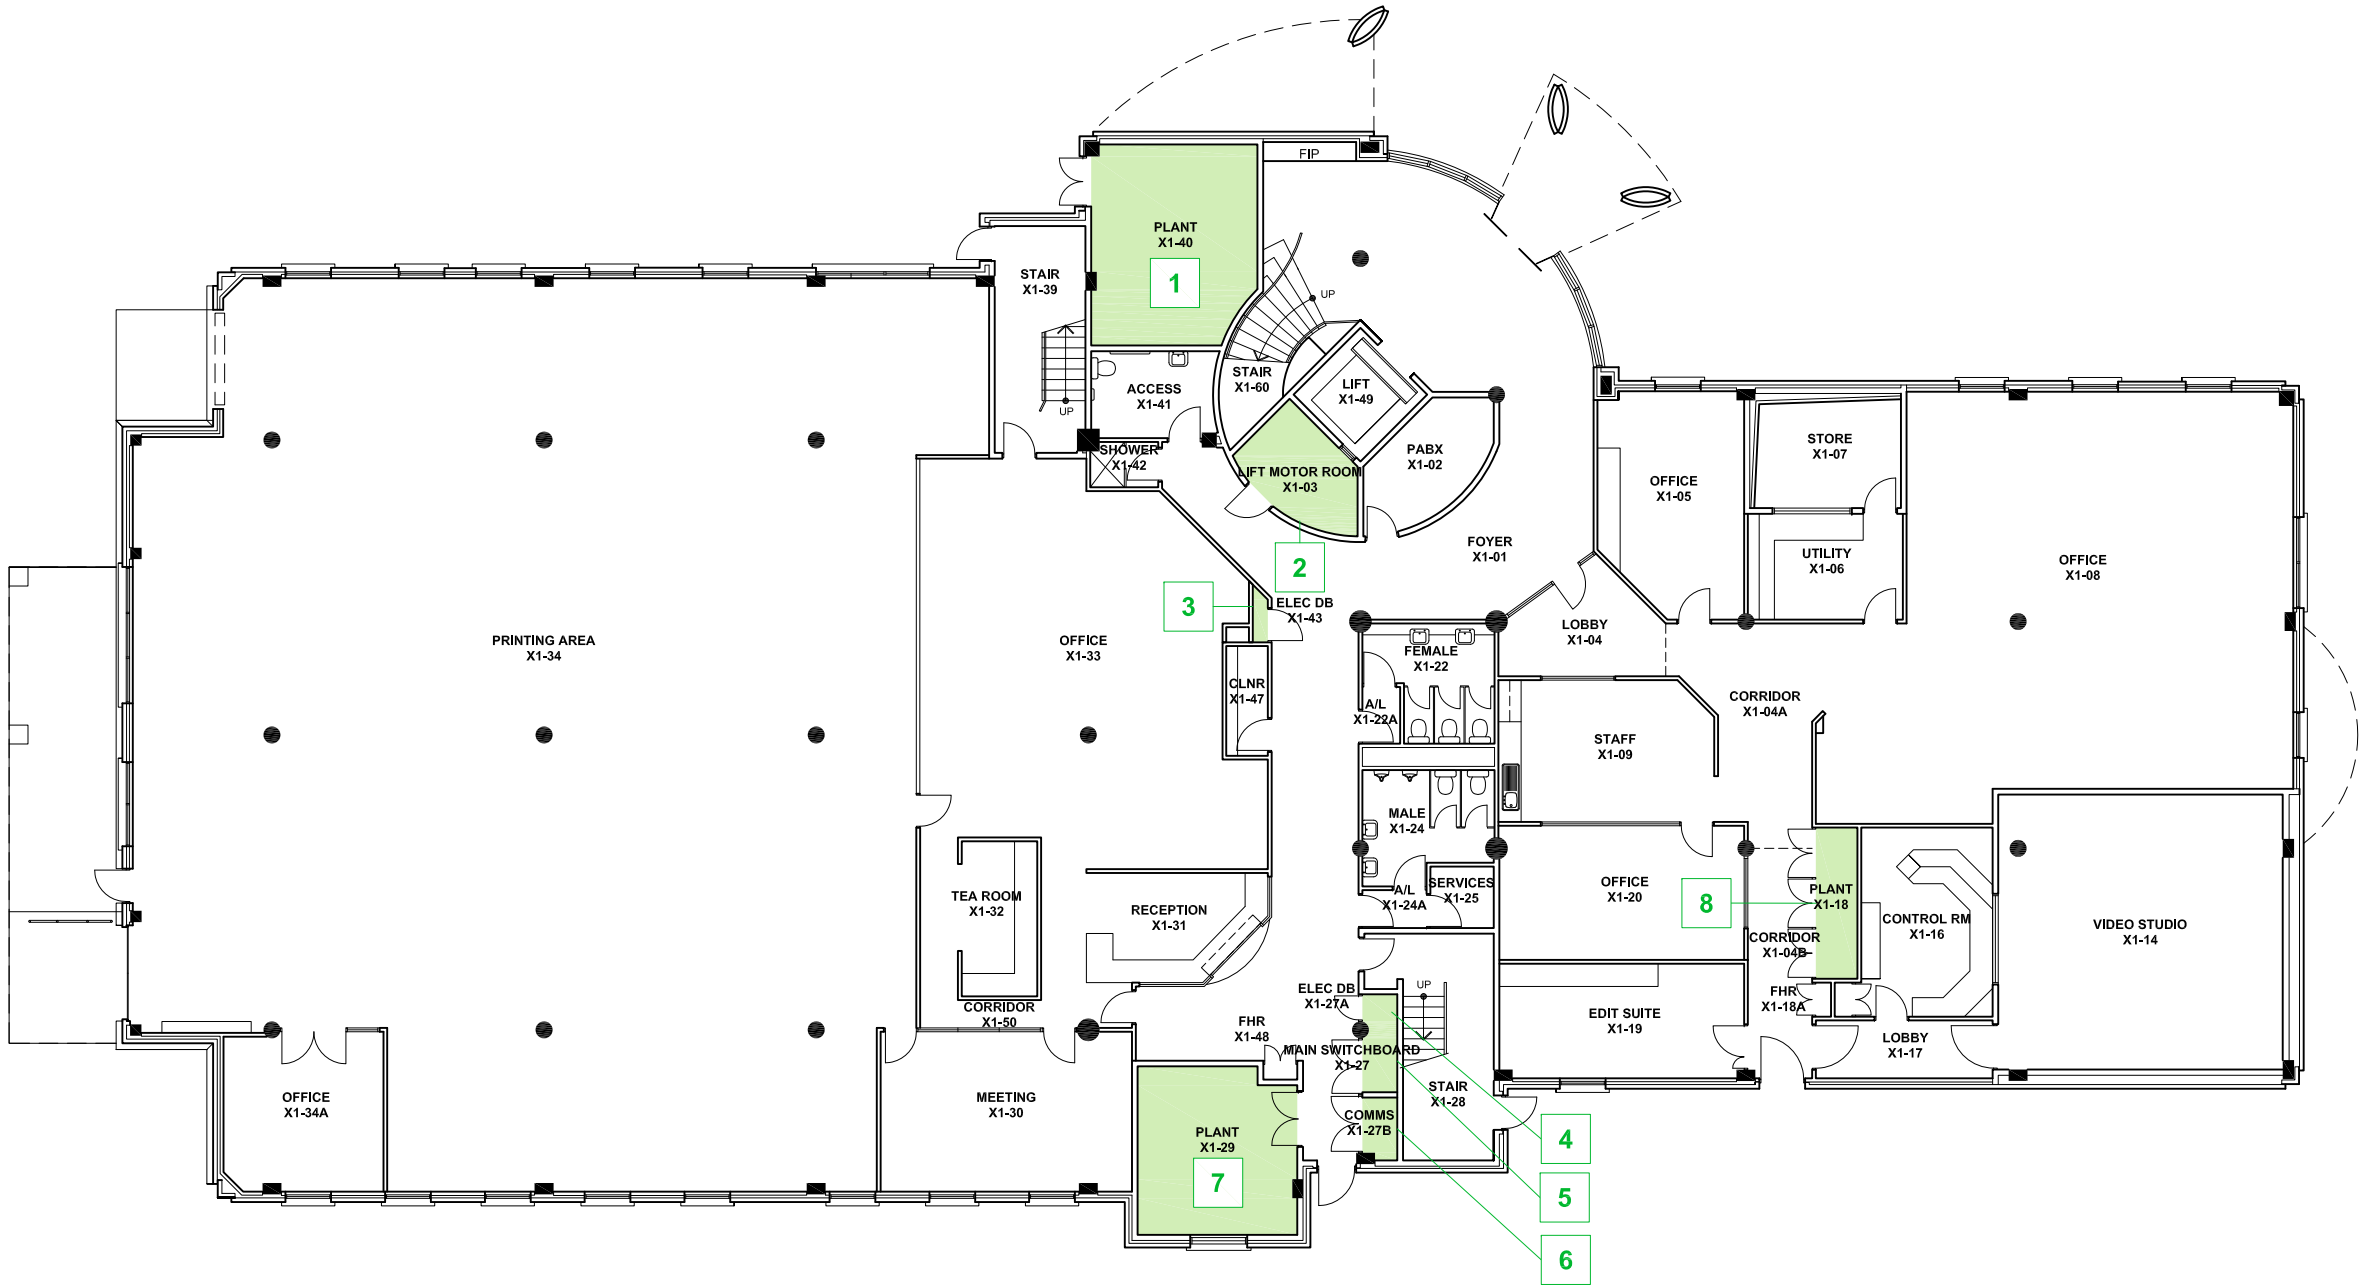 FIP
PLANT
X1-40
1
STAIR
X1-39
UP
UP
ACCESS
X1-41
STAIR
X1-60
LIFT
X1-49
SHOWER
X1-42
LIFT MOTOR ROOM
X1-03
PABX
X1-02
STORE
X1-07
OFFICE
X1-05
FOYER
X1-01
UTILITY
X1-06
OFFICE
X1-08
2
3
ELEC DB
X1-43
LOBBY
X1-04
PRINTING AREA
X1-34
OFFICE
X1-33
FEMALE
X1-22
CLNR
X1-47
A/L
X1-22A
CORRIDOR
X1-04A
STAFF
X1-09
MALE
X1-24
TEA ROOM
X1-32
RECEPTION
X1-31
A/L
X1-24A
SERVICES
X1-25
OFFICE
X1-20
8
PLANT
X1-18
CONTROL RM
X1-16
VIDEO STUDIO
X1-14
CORRIDOR
X1-04B
CORRIDOR
X1-50
ELEC DB
X1-27A
UP
FHR
X1-18A
EDIT SUITE
X1-19
FHR
X1-48
MAIN SWITCHBOARD
X1-27
LOBBY
X1-17
OFFICE
X1-34A
MEETING
X1-30
STAIR
X1-28
COMMS
X1-27B
PLANT
X1-29
7
4
5
6